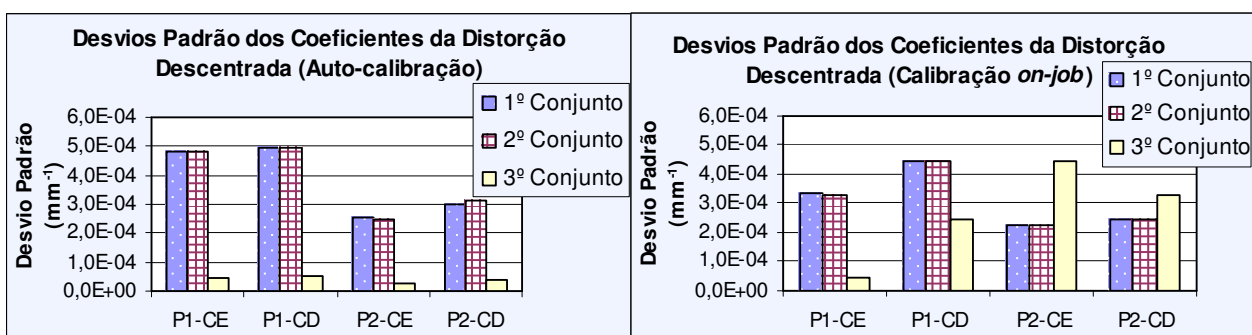 Desvios Padrão dos Coeficientes da Distorção
Descentrada (Auto-calibração)
1º Conjunto
2º Conjunto
3º Conjunto
Desvio Padrão
(mm⁻¹)
6,0E-04
5,0E-04
4,0E-04
3,0E-04
2,0E-04
1,0E-04
0,0E+00
P1-CE P1-CD P2-CE P2-CD
Desvios Padrão dos Coeficientes da Distorção
Descentrada (Calibração on-job)
1º Conjunto
2º Conjunto
3º Conjunto
Desvio Padrão
(mm⁻¹)
6,0E-04
5,0E-04
4,0E-04
3,0E-04
2,0E-04
1,0E-04
0,0E+00
P1-CE P1-CD P2-CE P2-CD